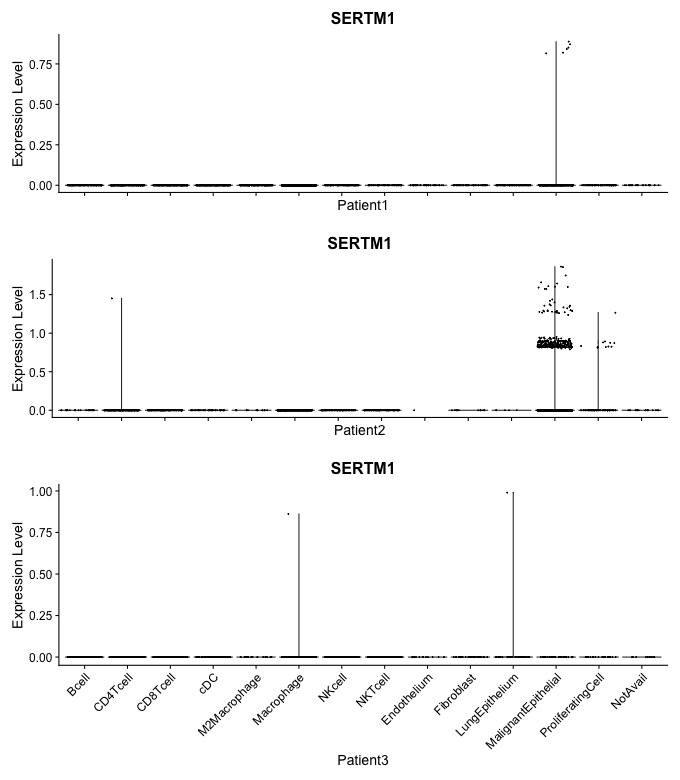 SERTM1
Expression Level
0.75
0.50
0.25
0.00
Patient1
SERTM1
Expression Level
1.5
1.0
0.5
0.0
Patient2
SERTM1
Expression Level
1.00
0.75
0.50
0.25
0.00
Bcell
CD4Tcell
CD8Tcell
cDC
M2Macrophage
Macrophage
NKcell
NKTcell
Endothelium
Fibroblast
LungEpithelium
MalignantEpithelial
ProliferatingCell
NotAvail
Patient3